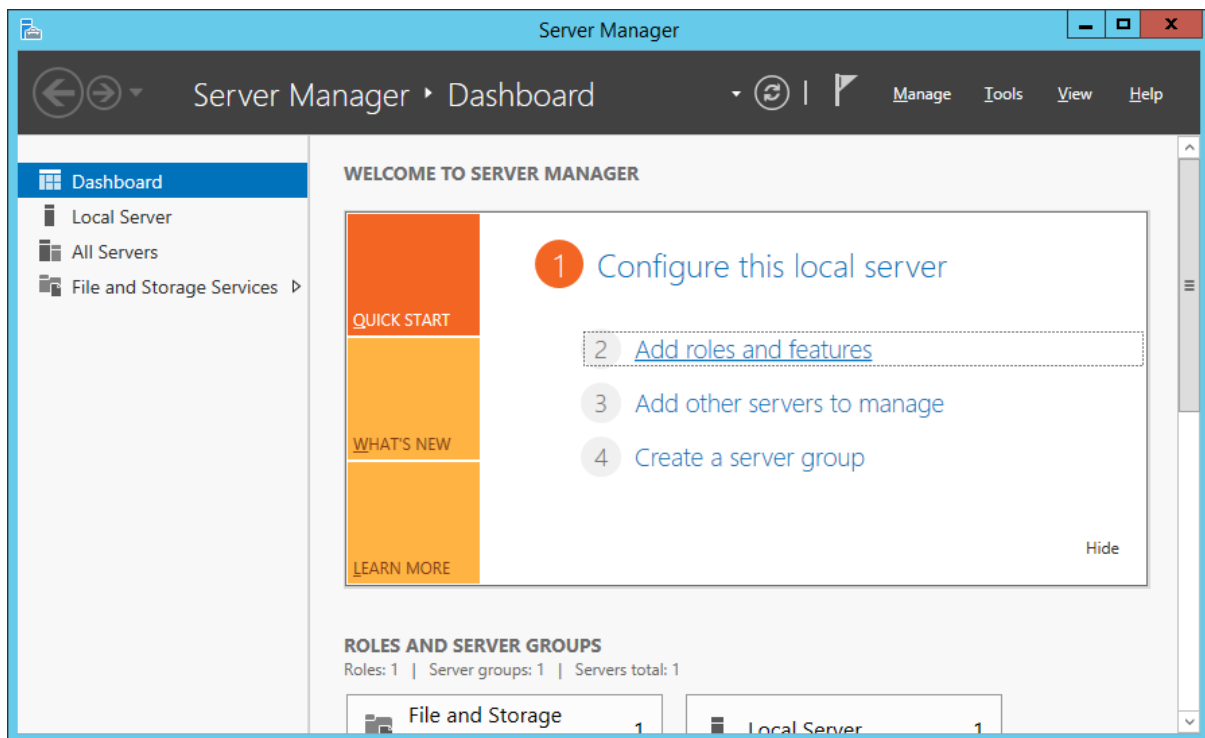 Server Manager
Server Manager ‣ Dashboard
Manage Tools View Help
Dashboard
Local Server
All Servers
File and Storage Services
WELCOME TO SERVER MANAGER
QUICK START
WHAT'S NEW
LEARN MORE
1 Configure this local server
2 Add roles and features
3 Add other servers to manage
4 Create a server group
Hide
ROLES AND SERVER GROUPS
Roles: 1 | Server groups: 1 | Servers total: 1
File and Storage 1
Local Server 1